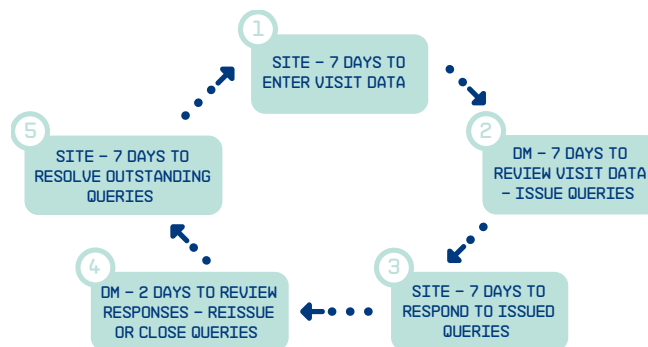 1
SITE – 7 DAYS TO
ENTER VISIT DATA
2
DM – 7 DAYS TO
REVIEW VISIT DATA
– ISSUE QUERIES
3
SITE – 7 DAYS TO
RESPOND TO ISSUED
QUERIES
4
DM – 2 DAYS TO REVIEW
RESPONSES – REISSUE
OR CLOSE QUERIES
5
SITE – 7 DAYS TO
RESOLVE OUTSTANDING
QUERIES